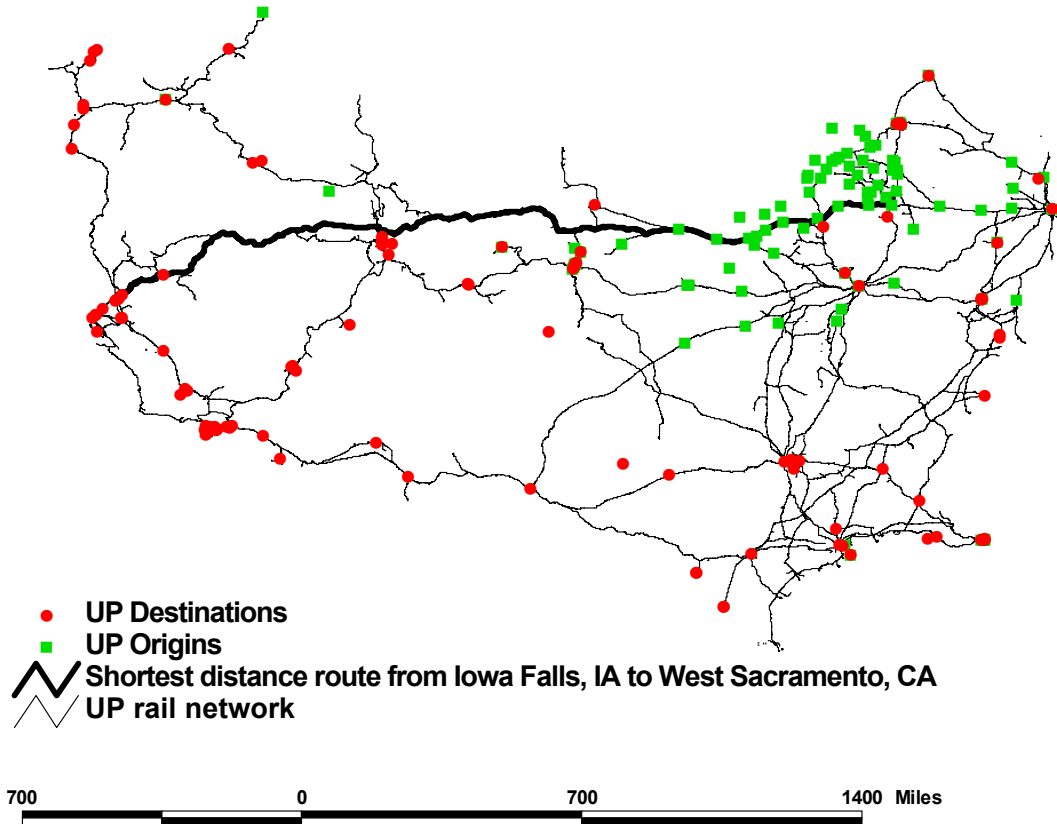 UP Destinations
UP Origins
Shortest distance route from Iowa Falls, IA to West Sacramento, CA
UP rail network
700 0 700 1400 Miles